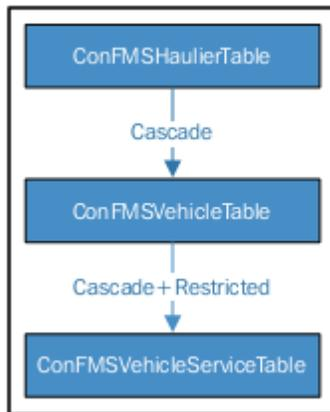 ConFMSHaulierTable
Cascade
ConFMSVehicleTable
Cascade + Restricted
ConFMSVehicleServiceTable